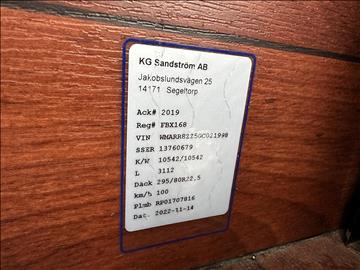 KG Sandström AB
Jakobslundsvägen 25
14171 Segeltorp
Ack# 2019
Reg# FBX168
VIN WMARR8ZZ5GC021998
SSER 13760679
K/W 10542/10542
L 3112
Däck 295/80R22.5
km/h 100
Plmb RP01707816
Dat. 2022-11-14